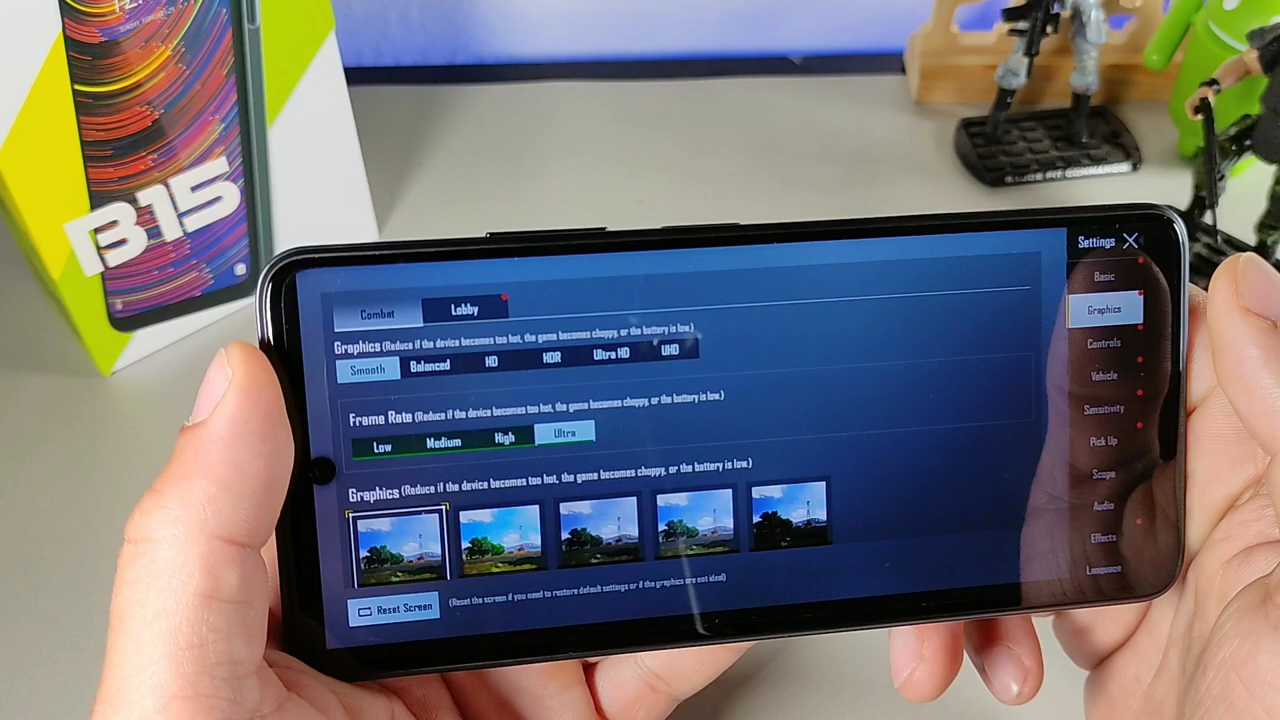 B15
Settings
Combat
Lobby
Graphics (Reduce if the device becomes too hot, the game becomes choppy, or the battery is low.)
Smooth
Balanced
HD
HDR
Ultra HD
UHD
Frame Rate (Reduce if the device becomes too hot, the game becomes choppy, or the battery is low.)
Low
Medium
High
Ultra
Graphics (Reduce if the device becomes too hot, the game becomes choppy, or the battery is low.)
Reset Screen
(Reset the screen if you need to restore default settings or if the graphics are not ideal)
Basic
Graphics
Controls
Vehicle
Sensitivity
Pick Up
Scope
Audio
Effects
Language